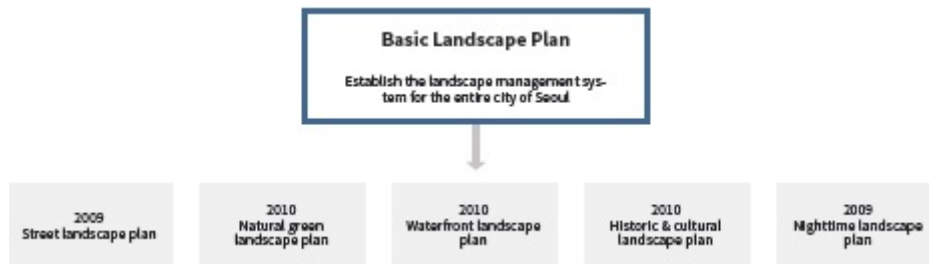 Basic Landscape Plan
Establish the landscape management sys-
tem for the entire city of Seoul
2009
Street landscape plan
2010
Natural green
landscape plan
2010
Waterfront landscape
plan
2010
Historic & cultural
landscape plan
2009
Nighttime landscape
plan